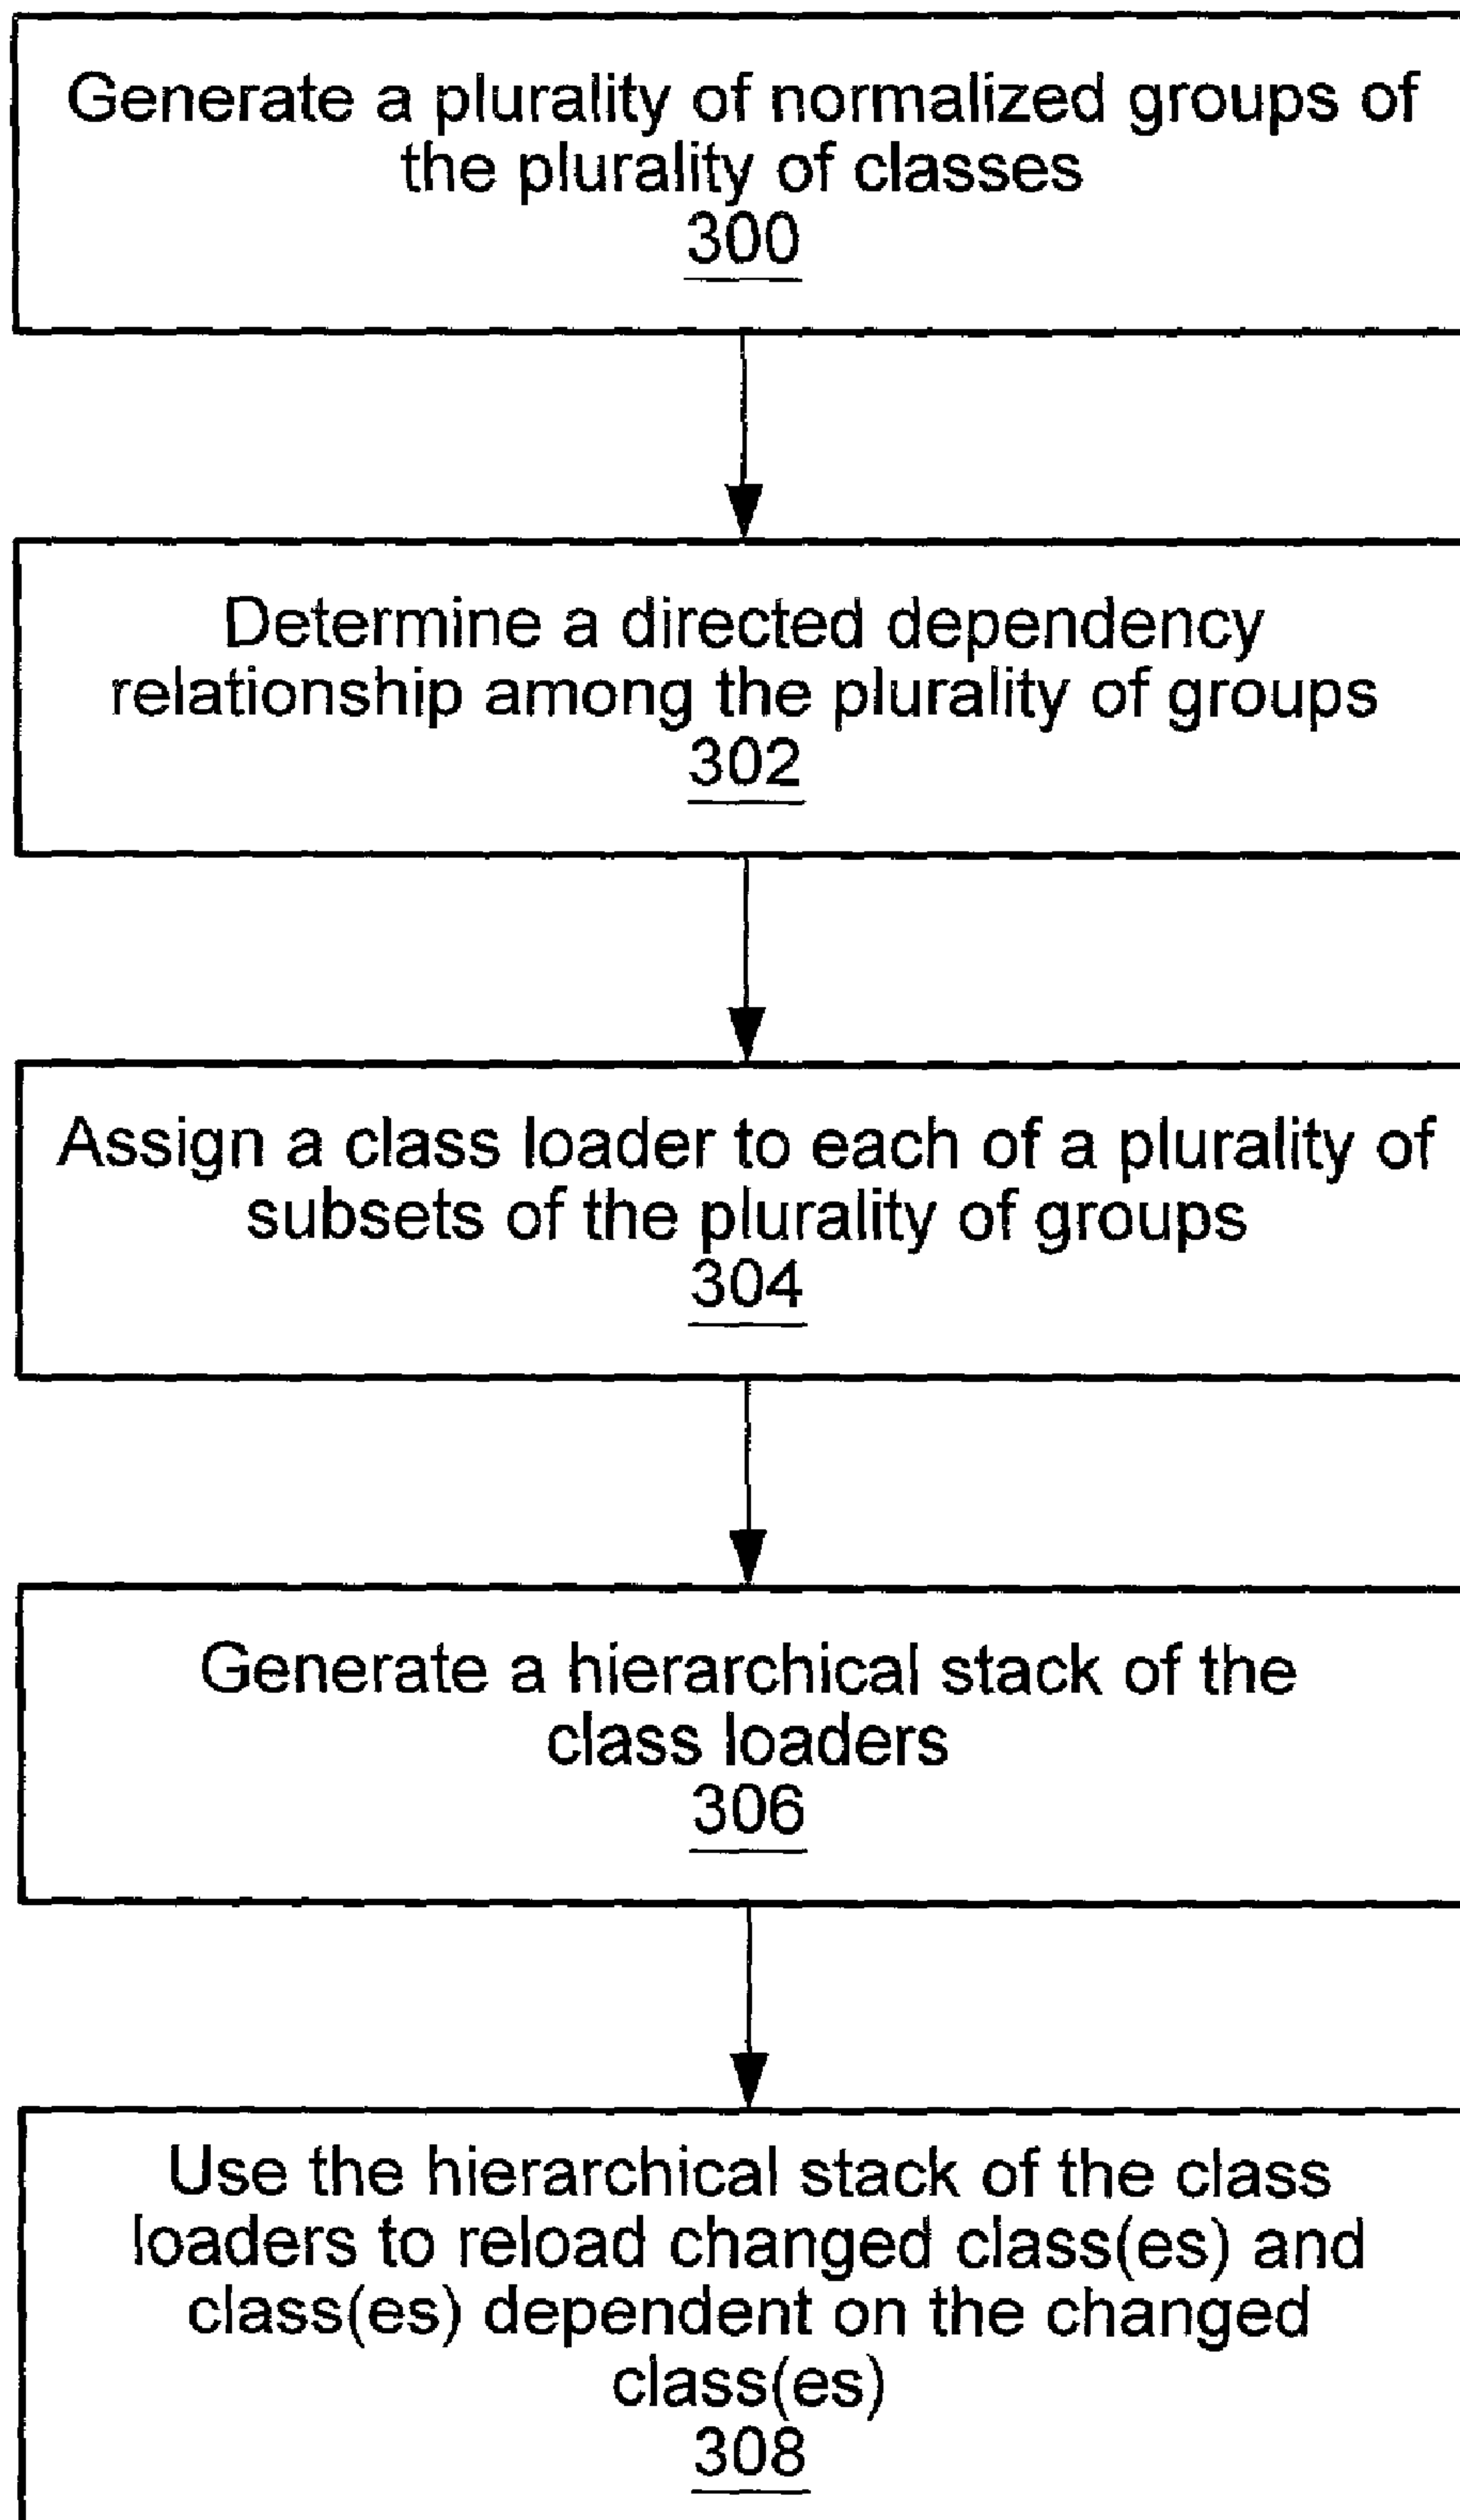 Generate a plurality of normalized groups of
the plurality of classes
300
Determine a directed dependency
relationship among the plurality of groups
302
Assign a class loader to each of a plurality of
subsets of the plurality of groups
304
Generate a hierarchical stack of the
class loaders
306
Use the hierarchical stack of the class
loaders to reload changed class(es) and
class(es) dependent on the changed
class(es)
308